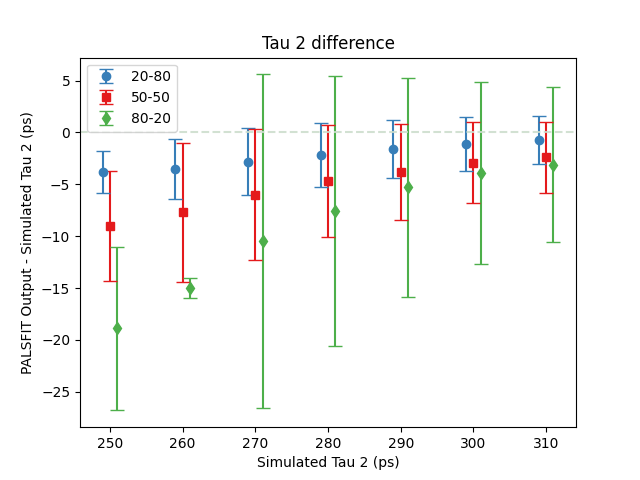 Tau 2 difference
20-80
50-50
80-20
5
0
−5
−10
−15
−20
−25
PALSFIT Output - Simulated Tau 2 (ps)
250 260 270 280 290 300 310
Simulated Tau 2 (ps)